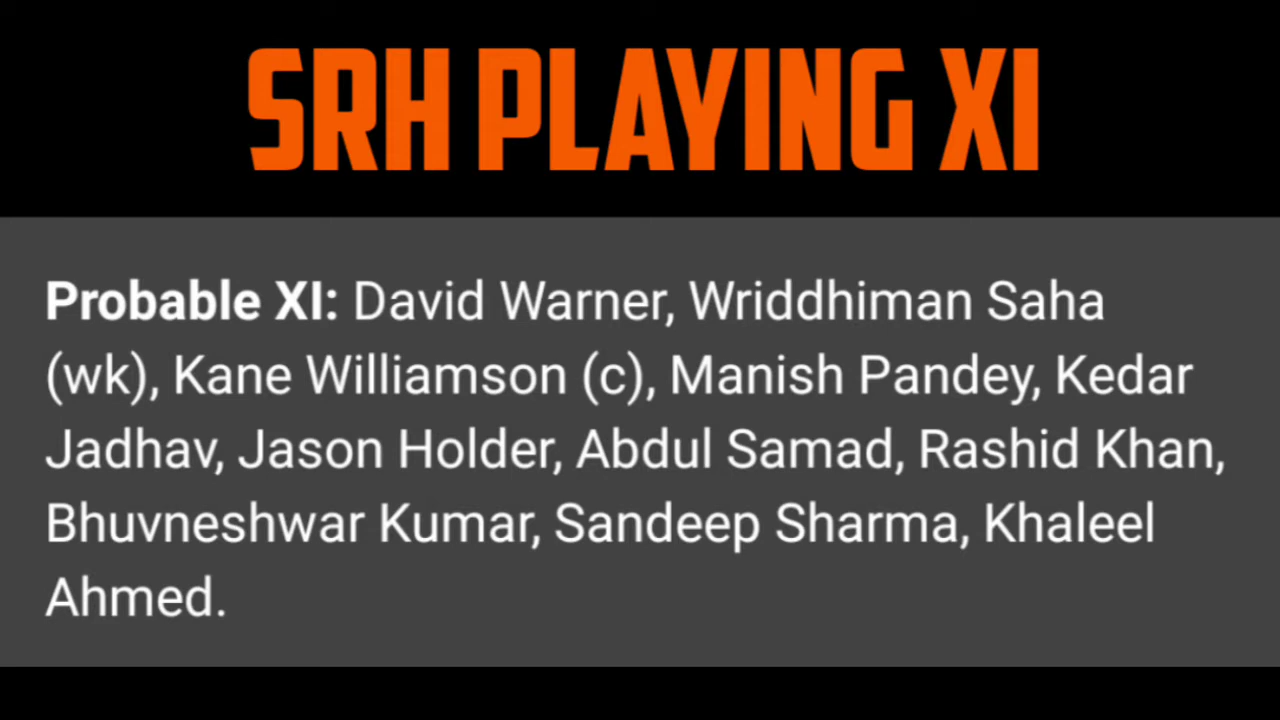 SRH PLAYING XI
Probable XI: David Warner, Wriddhiman Saha
(wk), Kane Williamson (c), Manish Pandey, Kedar
Jadhav, Jason Holder, Abdul Samad, Rashid Khan,
Bhuvneshwar Kumar, Sandeep Sharma, Khaleel
Ahmed.